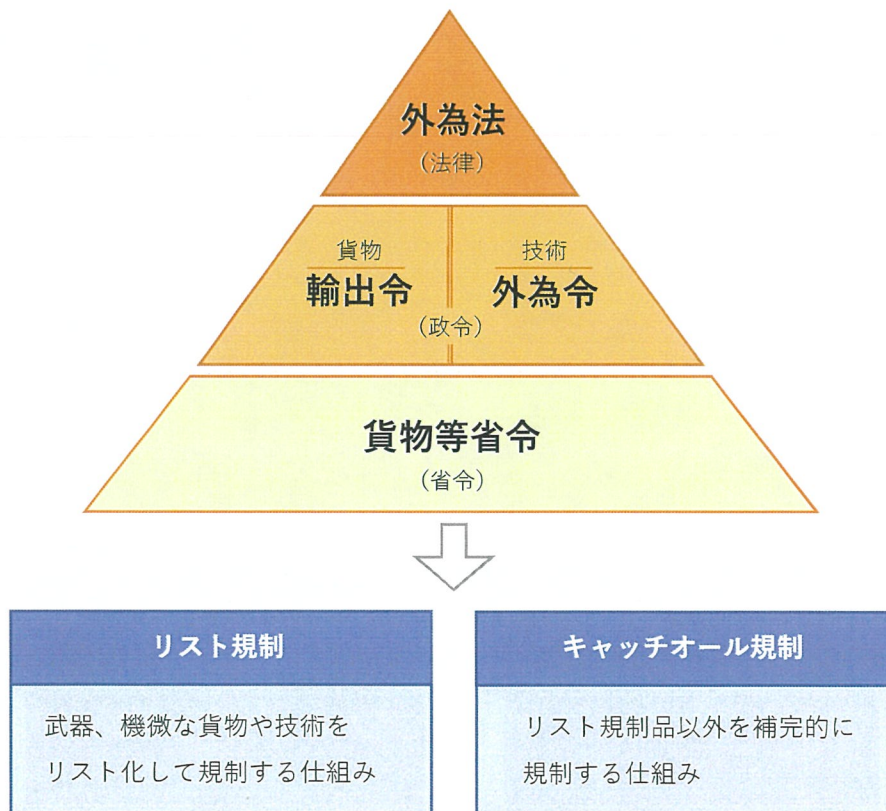 外為法
(法律)
貨物
輸出令
技術
外為令
(政令)
貨物等省令
(省令)
リスト規制
武器、機微な貨物や技術を
リスト化して規制する仕組み
キャッチオール規制
リスト規制品以外を補完的に
規制する仕組み